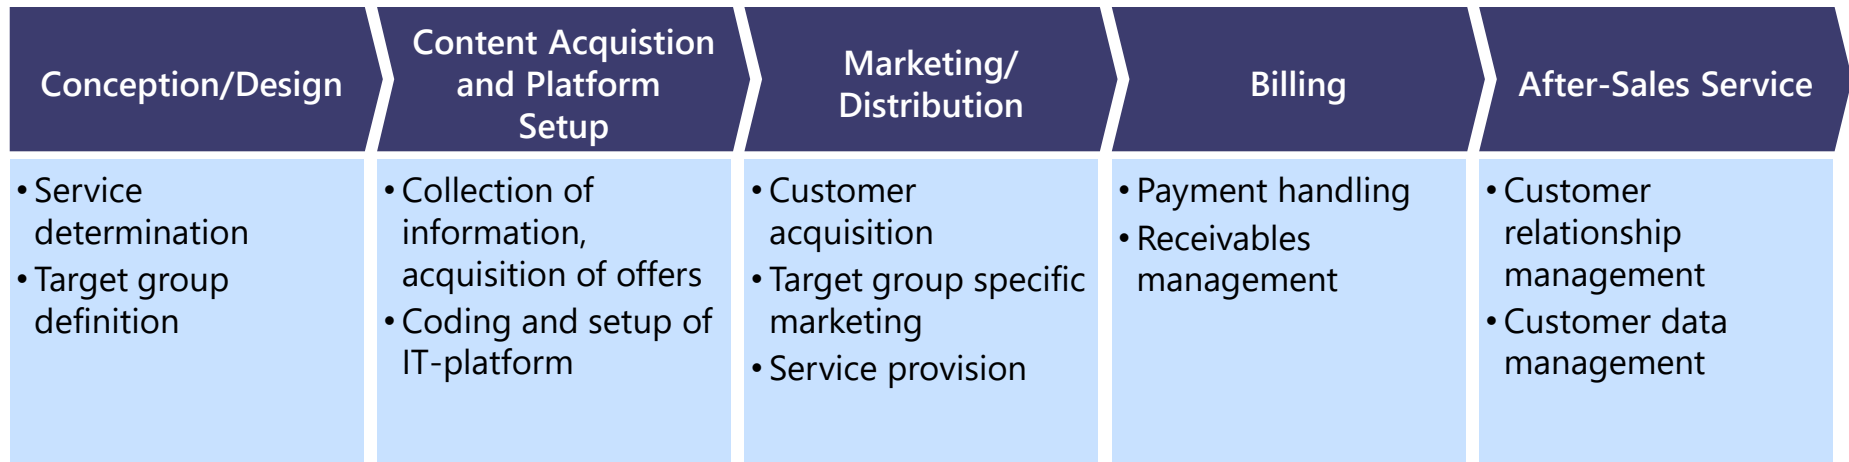 Conception/Design
Content Acquistion
and Platform
Setup
Marketing/
Distribution
Billing
After-Sales Service
• Service
determination
• Target group
definition
• Collection of
information,
acquisition of offers
• Coding and setup of
IT-platform
• Customer
acquisition
• Target group specific
marketing
• Service provision
• Payment handling
• Receivables
management
• Customer
relationship
management
• Customer data
management